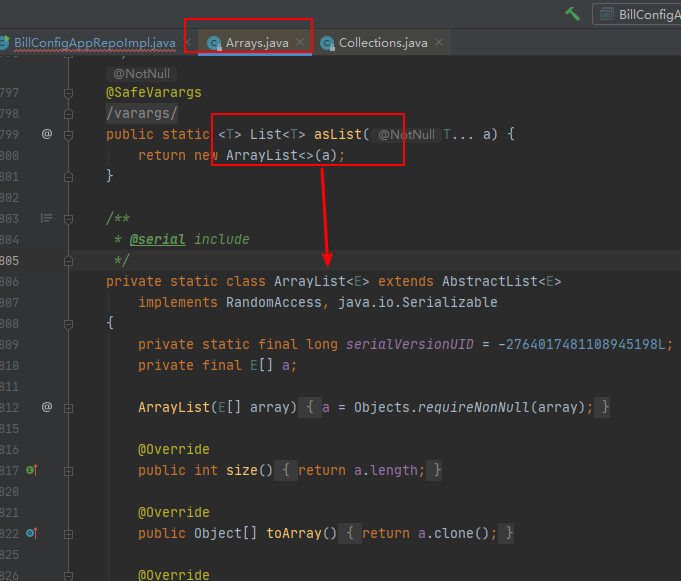 BillConfigA
BillConfigAppRepoImpl.java Arrays.java Collections.java
@NotNull
797 @SafeVarargs
798 /varargs/
799 @ public static <T> List<T> asList( @NotNull T... a) {
800 return new ArrayList<>(a);
801 }
802
803 /**
804 * @serial include
805 */
806 private static class ArrayList<E> extends AbstractList<E>
807 implements RandomAccess, java.io.Serializable
808 {
809 private static final long serialVersionUID = -2764017481108945198L;
810 private final E[] a;
811
812 @ ArrayList(E[] array) { a = Objects.requireNonNull(array); }
815
816 @Override
817 public int size() { return a.length; }
820
821 @Override
822 public Object[] toArray() { return a.clone(); }
825
826 @Override